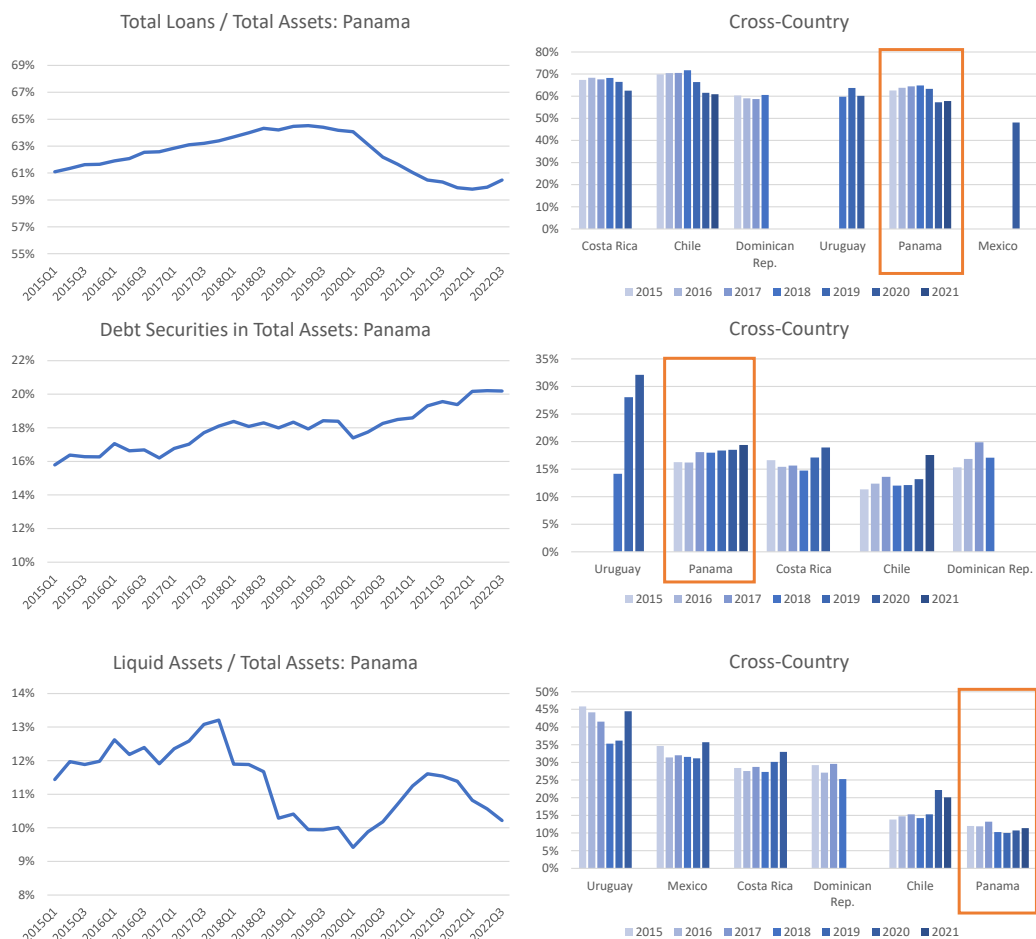 Total Loans / Total Assets: Panama
69%
67%
65%
63%
61%
59%
57%
55%
2015Q1
2015Q3
2016Q1
2016Q3
2017Q1
2017Q3
2018Q1
2018Q3
2019Q1
2019Q3
2020Q1
2020Q3
2021Q1
2021Q3
2022Q1
2022Q3
Cross-Country
80%
70%
60%
50%
40%
30%
20%
10%
0%
Costa Rica
Chile
Dominican
Rep.
Uruguay
Panama
Mexico
2015 2016 2017 2018 2019 2020 2021
Debt Securities in Total Assets: Panama
22%
20%
18%
16%
14%
12%
10%
2015Q1
2015Q3
2016Q1
2016Q3
2017Q1
2017Q3
2018Q1
2018Q3
2019Q1
2019Q3
2020Q1
2020Q3
2021Q1
2021Q3
2022Q1
2022Q3
Cross-Country
35%
30%
25%
20%
15%
10%
5%
0%
Uruguay
Panama
Costa Rica
Chile
Dominican Rep.
2015 2016 2017 2018 2019 2020 2021
Liquid Assets / Total Assets: Panama
14%
13%
12%
11%
10%
9%
8%
2015Q1
2015Q3
2016Q1
2016Q3
2017Q1
2017Q3
2018Q1
2018Q3
2019Q1
2019Q3
2020Q1
2020Q3
2021Q1
2021Q3
2022Q1
2022Q3
Cross-Country
50%
45%
40%
35%
30%
25%
20%
15%
10%
5%
0%
Uruguay
Mexico
Costa Rica
Dominican
Rep.
Chile
Panama
2015 2016 2017 2018 2019 2020 2021